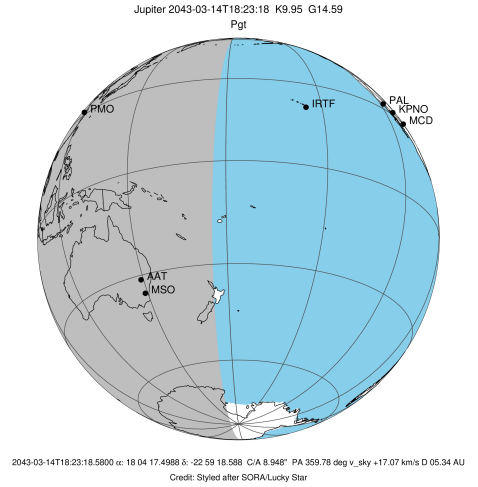 Jupiter 2043-03-14T18:23:18 K9.95 G14.59
Pgt
PMO
IRTF
PAL
KPNO
MCD
AAT
MSO
2043-03-14T18:23:18.5800 α: 18 04 17.4988 δ: -22 59 18.588 C/A 8.948" PA 359.78 deg v_sky +17.07 km/s D 05.34 AU
Credit: Styled after SORA/Lucky Star